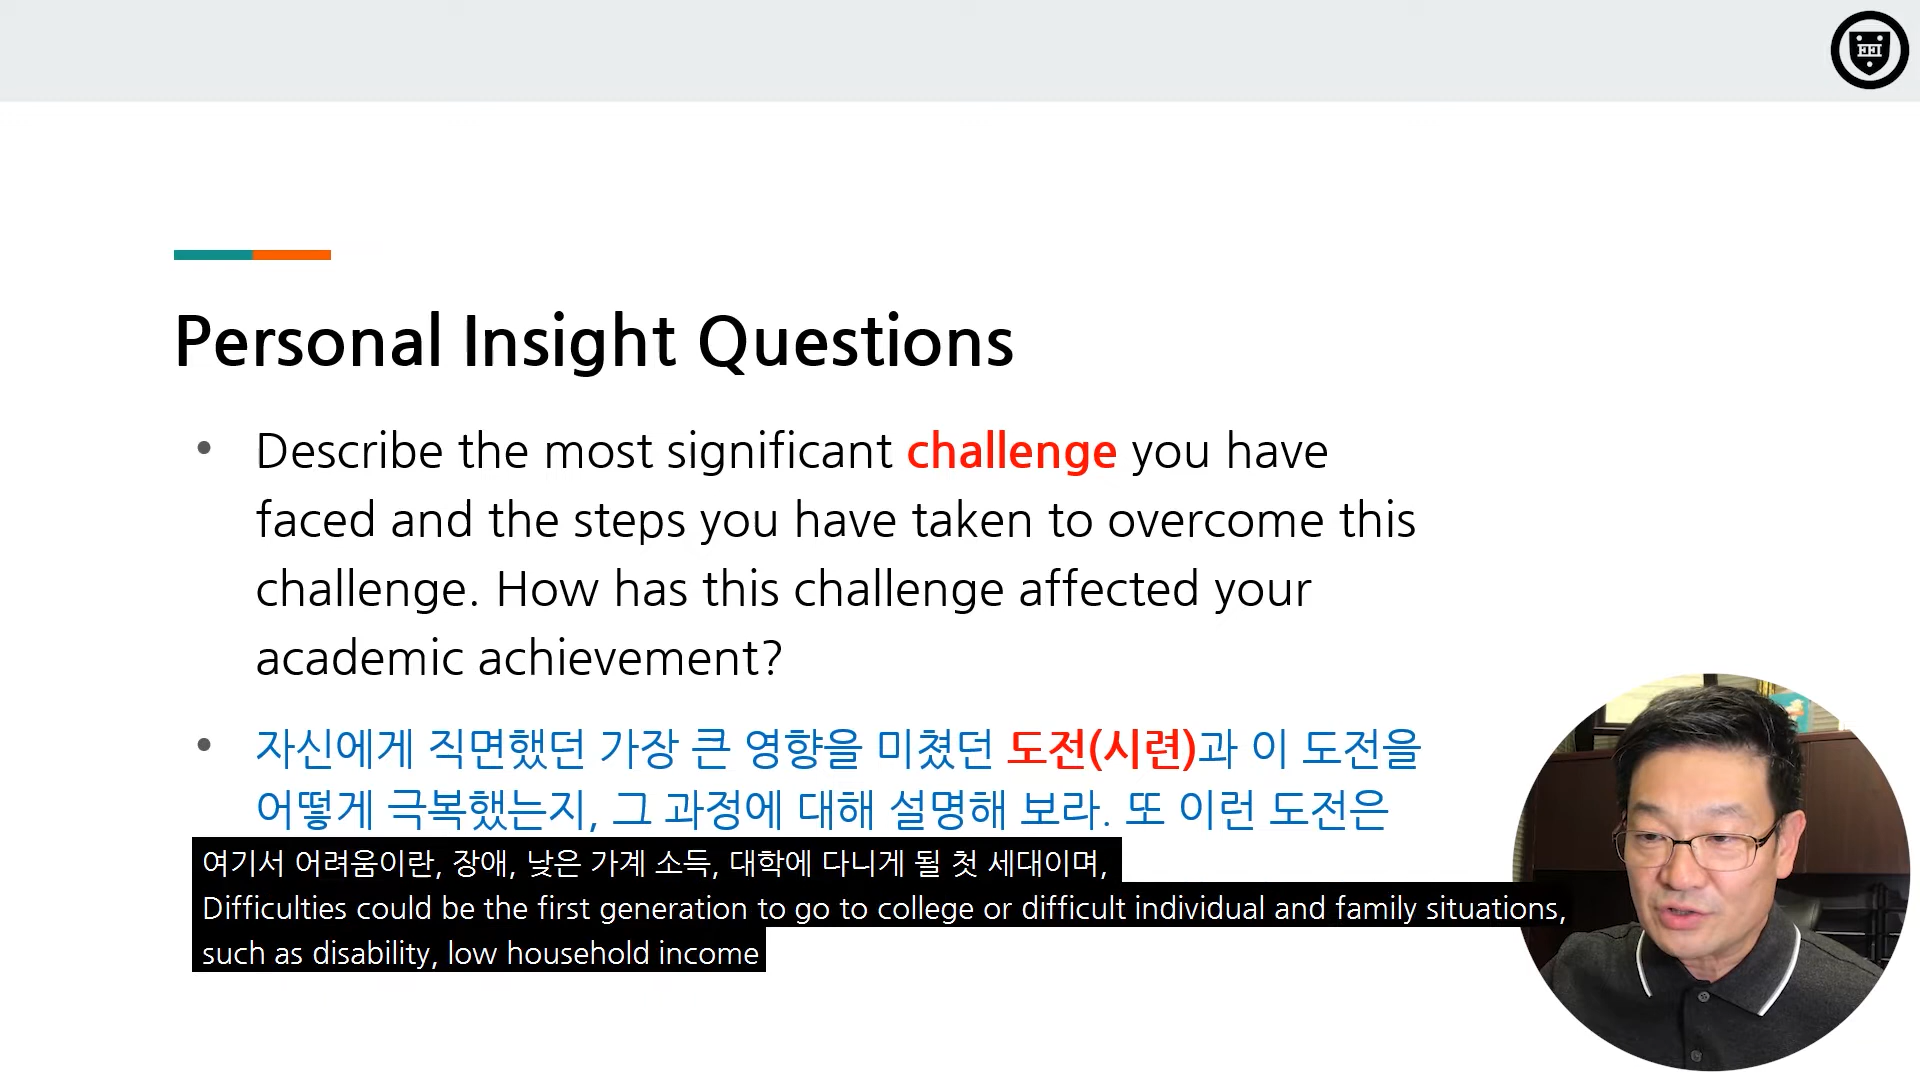 EEI
Personal Insight Questions
Describe the most significant challenge you have
faced and the steps you have taken to overcome this
challenge. How has this challenge affected your
academic achievement?
자신에게 직면했던 가장 큰 영향을 미쳤던 도전(시련)과 이 도전을
어떻게 극복했는지, 그 과정에 대해 설명해 보라. 또 이런 도전은
여기서 어려움이란, 장애, 낮은 가계 소득, 대학에 다니게 될 첫 세대이며,
Difficulties could be the first generation to go to college or difficult individual and family situations,
such as disability, low household income